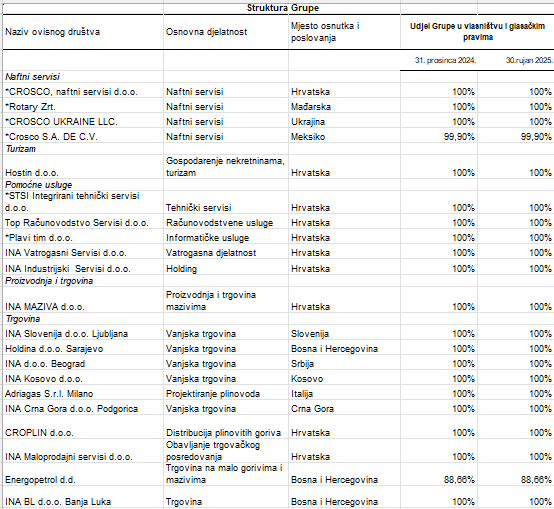 Struktura Grupe
Naziv ovisnog društva Osnovna djelatnost Mjesto osnutka i poslovanja Udjel Grupe u vlasništvu i glasačkim pravima
31. prosinca 2024. 30.rujan 2025.
Naftni servisi
*CROSCO, naftni servisi d.o.o. Naftni servisi Hrvatska 100% 100%
*Rotary Zrt. Naftni servisi Mađarska 100% 100%
*CROSCO UKRAINE LLC. Naftni servisi Ukrajina 100% 100%
*Crosco S.A. DE C.V. Naftni servisi Meksiko 99,90% 99,90%
Turizam
Hostin d.o.o. Gospodarenje nekretninama, turizam Hrvatska 100% 100%
Pomoćne usluge
*STSI Integrirani tehnički servisi d.o.o. Tehnički servisi Hrvatska 100% 100%
Top Računovodstvo Servisi d.o.o. Računovodstvene usluge Hrvatska 100% 100%
*Plavi tim d.o.o. Informatičke usluge Hrvatska 100% 100%
INA Vatrogasni Servisi d.o.o. Vatrogasna djelatnost Hrvatska 100% 100%
INA Industrijski Servisi d.o.o. Holding Hrvatska 100% 100%
Proizvodnja i trgovina
INA MAZIVA d.o.o. Proizvodnja i trgovina mazivima Hrvatska 100% 100%
Trgovina
INA Slovenija d.o.o. Ljubljana Vanjska trgovina Slovenija 100% 100%
Holdina d.o.o. Sarajevo Vanjska trgovina Bosna i Hercegovina 100% 100%
INA d.o.o. Beograd Vanjska trgovina Srbija 100% 100%
INA Kosovo d.o.o. Vanjska trgovina Kosovo 100% 100%
Adriagas S.r.l. Milano Projektiranje plinovoda Italija 100% 100%
INA Crna Gora d.o.o. Podgorica Vanjska trgovina Crna Gora 100% 100%
CROPLIN d.o.o. Distribucija plinovitih goriva Hrvatska 100% 100%
INA Maloprodajni servisi d.o.o. Obavljanje trgovačkog posredovanja Hrvatska 100% 100%
Energopetrol d.d. Trgovina na malo gorivima i mazivima Bosna i Hercegovina 88,66% 88,66%
INA BL d.o.o. Banja Luka Trgovina Bosna i Hercegovina 100% 100%